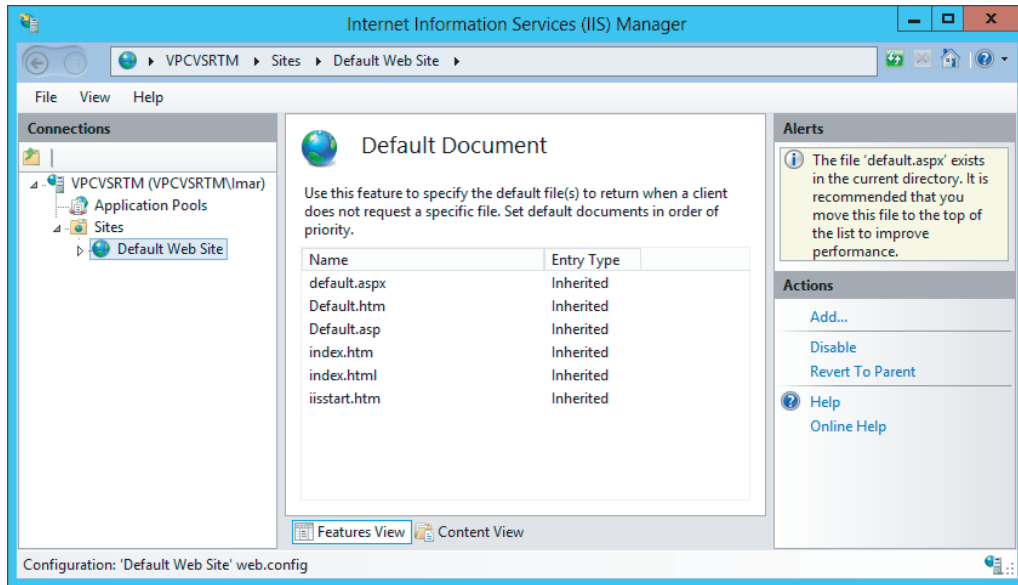 Internet Information Services (IIS) Manager
VPCVSRTM Sites Default Web Site
File View Help
Connections
VPCVSRTM (VPCVSRTM\Imar)
Application Pools
Sites
Default Web Site
Default Document
Use this feature to specify the default file(s) to return when a client
does not request a specific file. Set default documents in order of
priority.
Name Entry Type
default.aspx Inherited
Default.htm Inherited
Default.asp Inherited
index.htm Inherited
index.html Inherited
iisstart.htm Inherited
Features View Content View
Alerts
The file 'default.aspx' exists
in the current directory. It is
recommended that you
move this file to the top of
the list to improve
performance.
Actions
Add...
Disable
Revert To Parent
Help
Online Help
Configuration: 'Default Web Site' web.config